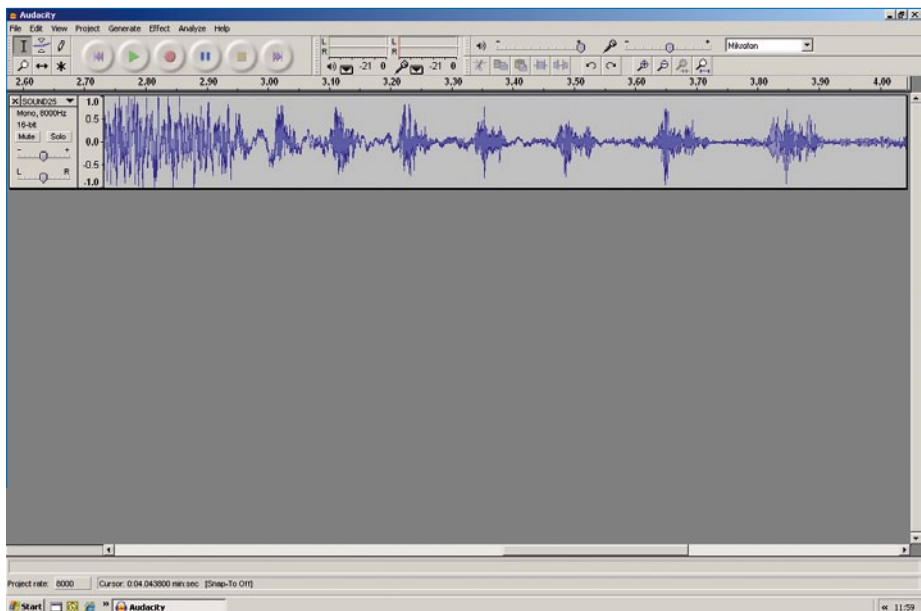 Audacity
File Edit View Project Generate Effect Analyze Help
L
R
-21 0
L
R
-21 0
- +
- +
Mikrofon
2.60 2.70 2.80 2.90 3.00 3.10 3.20 3.30 3.40 3.50 3.60 3.70 3.80 3.90 4.00
SOUND25
Mono, 8000Hz
16-bit
Mute Solo
- +
L R
1.0
0.5
0.0
-0.5
-1.0
Project rate: 8000 Cursor: 0:04.043800 min:sec [Snap-To Off]
Start » Audacity « 11:59